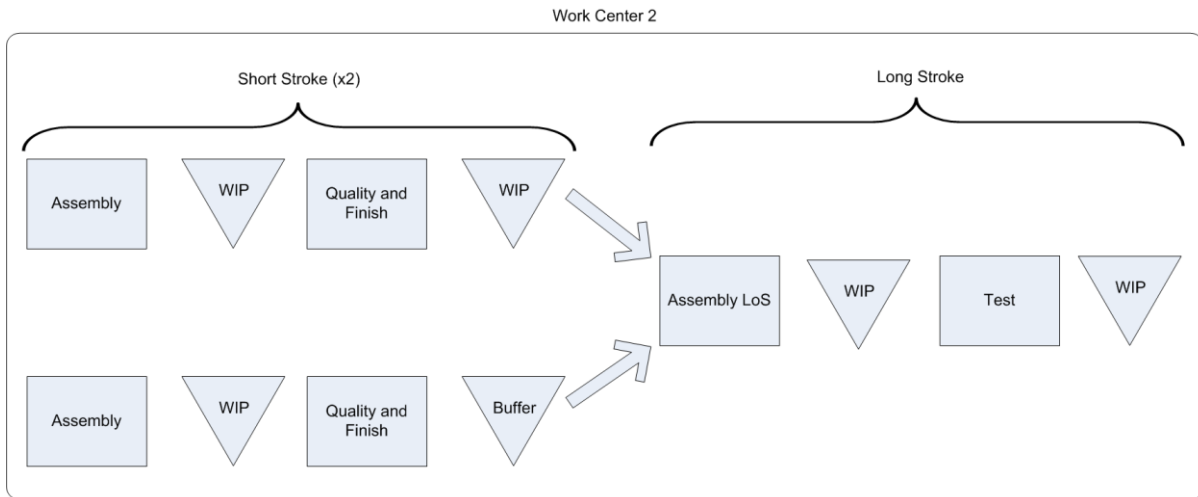 Work Center 2
Short Stroke (x2)
Long Stroke
Assembly
WIP
Quality and
Finish
WIP
Assembly LoS
WIP
Test
WIP
Assembly
WIP
Quality and
Finish
Buffer